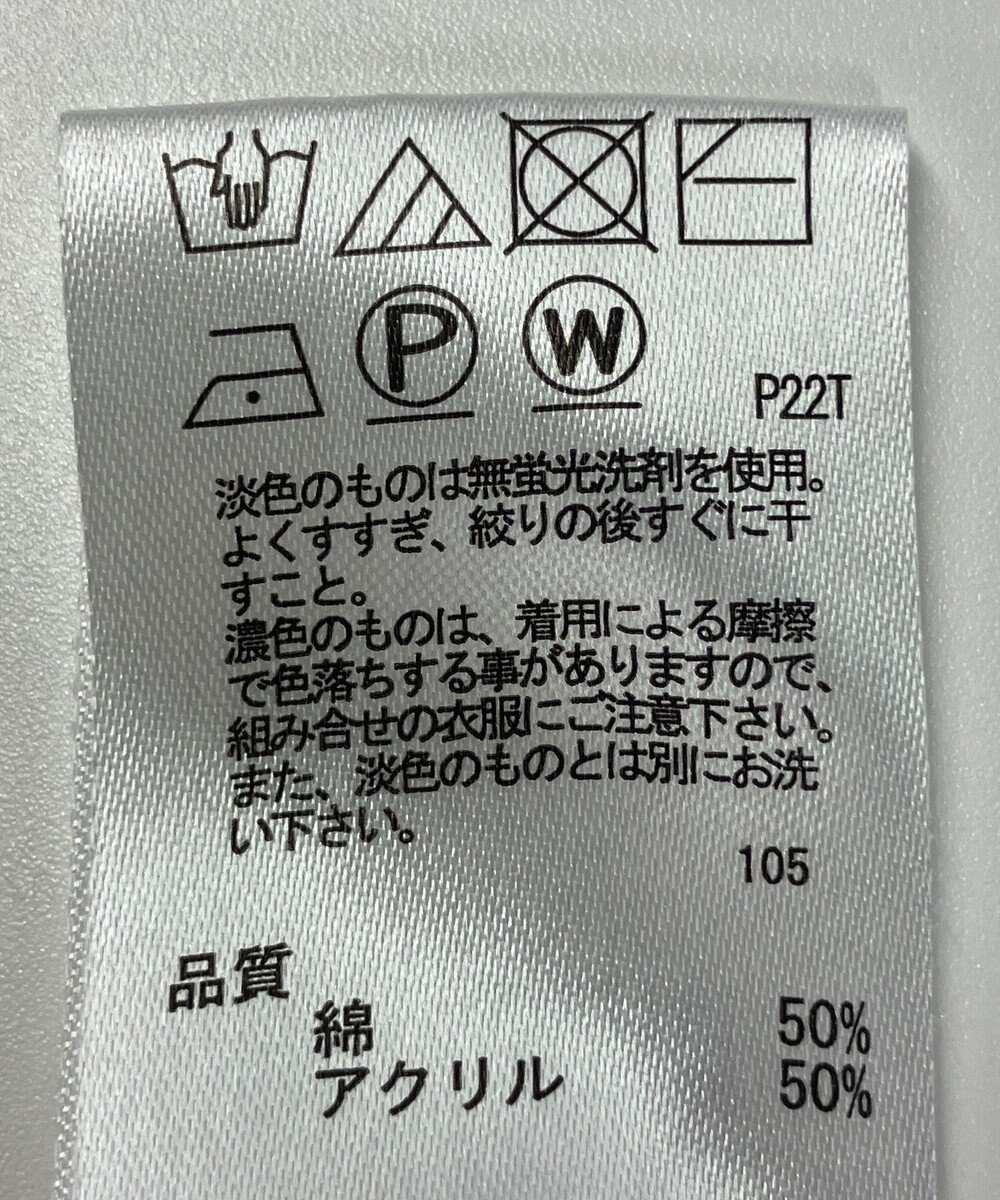 P
W
P22T
淡色のものは無蛍光洗剤を使用。
よくすすぎ、絞りの後すぐに干
すこと。
濃色のものは、着用による摩擦
で色落ちする事がありますので、
組み合せの衣服にご注意下さい。
また、淡色のものとは別にお洗
い下さい。
105
品質
綿 50%
アクリル 50%